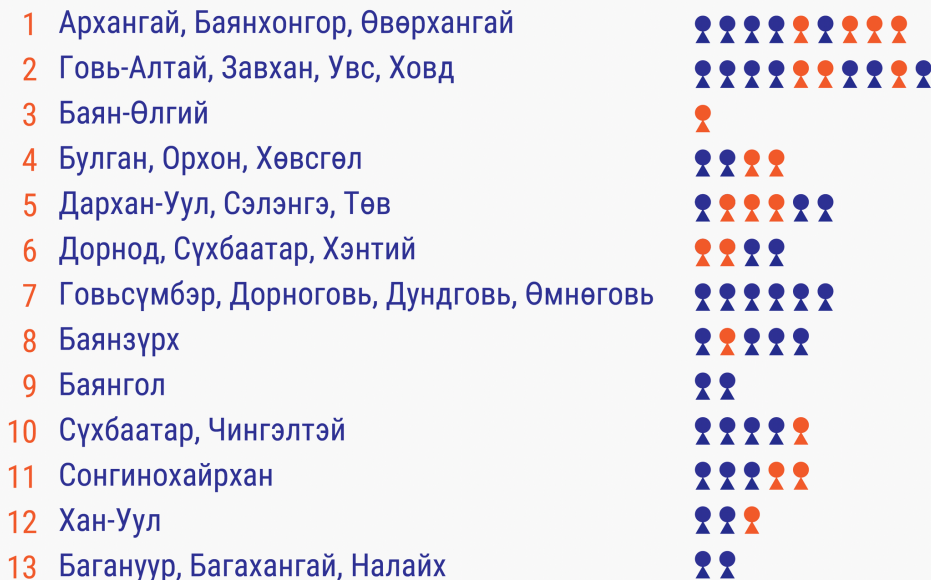 1 Архангай, Баянхонгор, Өвөрхангай
2 Говь-Алтай, Завхан, Увс, Ховд
3 Баян-Өлгий
4 Булган, Орхон, Хөвсгөл
5 Дархан-Уул, Сэлэнгэ, Төв
6 Дорнод, Сүхбаатар, Хэнтий
7 Говьсүмбэр, Дорноговь, Дундговь, Өмнөговь
8 Баянзүрх
9 Баянгол
10 Сүхбаатар, Чингэлтэй
11 Сонгинохайрхан
12 Хан-Уул
13 Багануур, Багахангай, Налайх